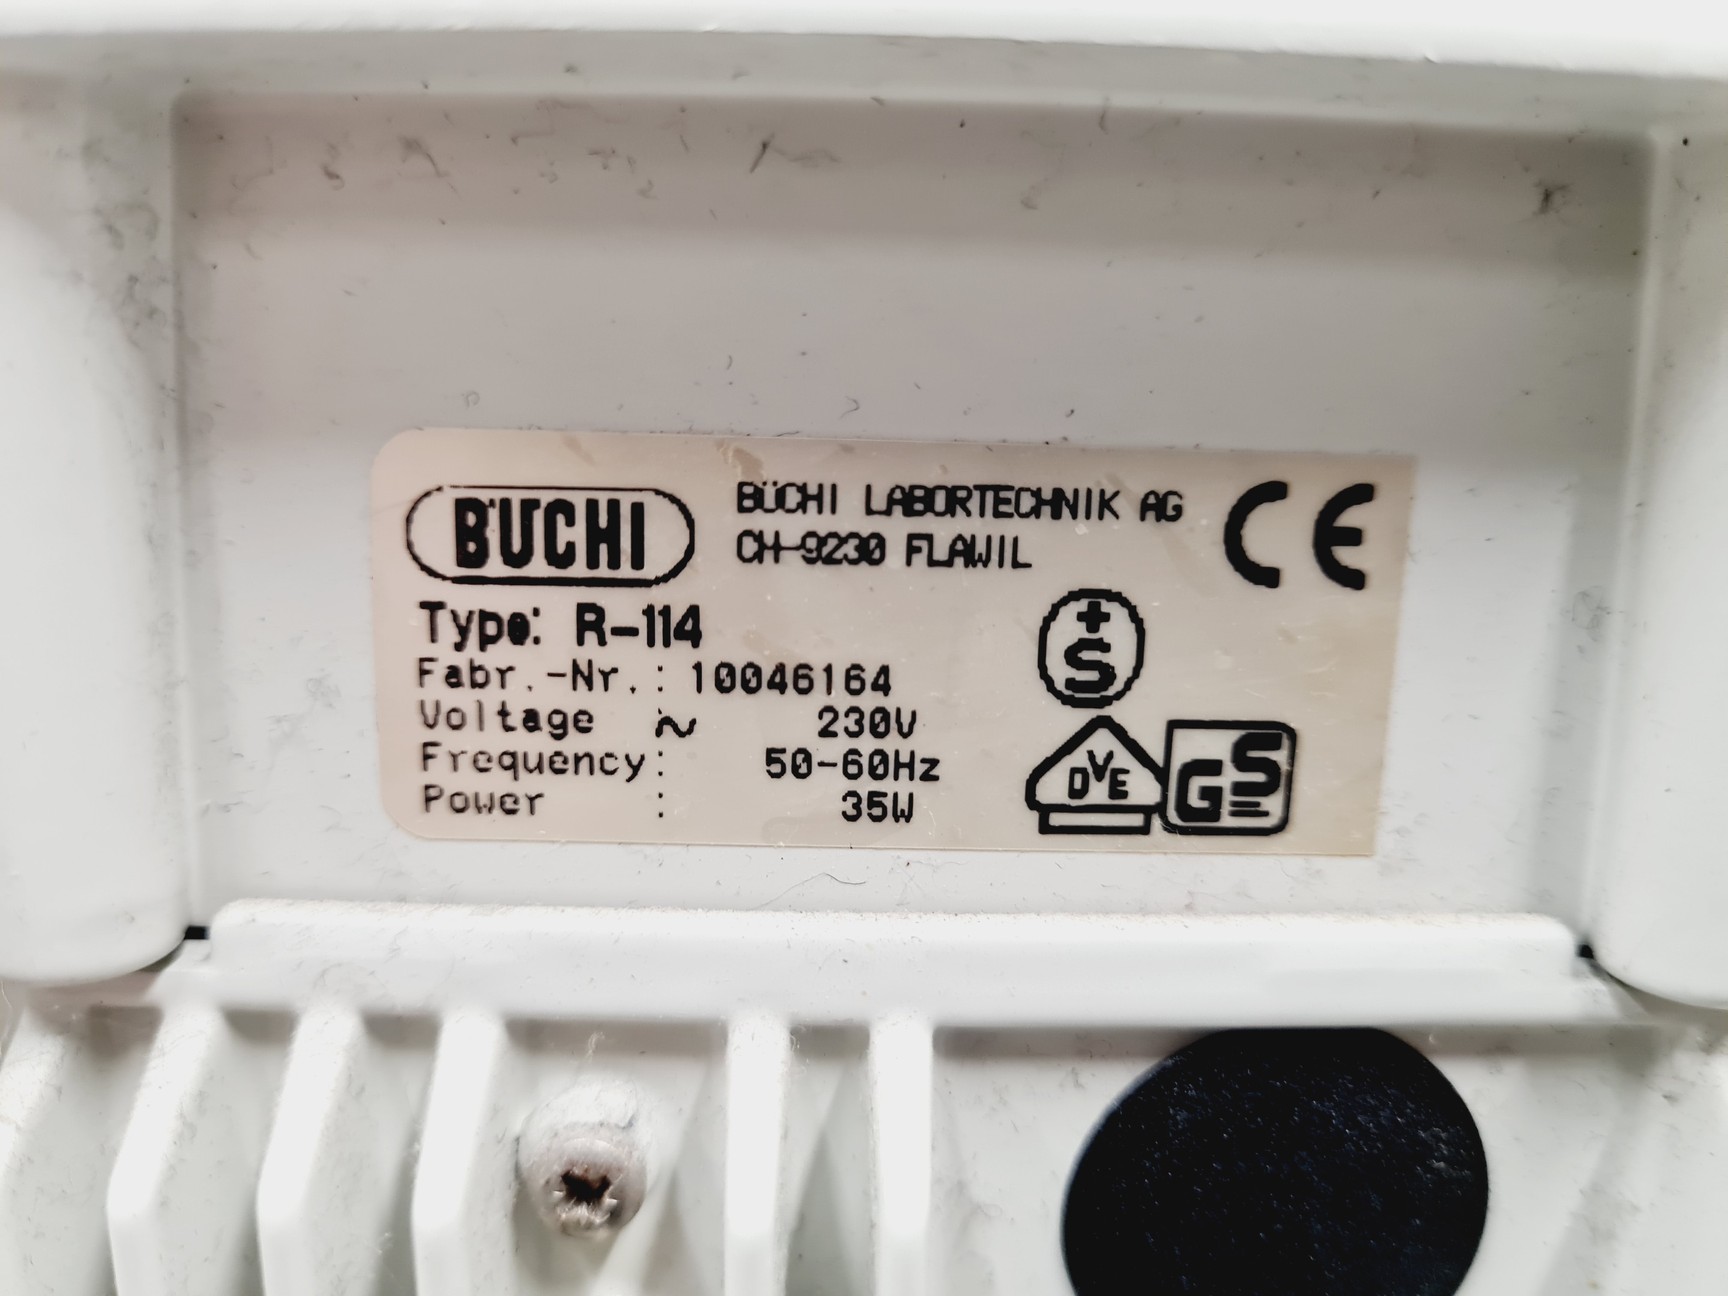 BÜCHI
BÜCHI LABORTECHNIK AG
CH-9230 FLAWIL
CE
Type: R-114
Fabr.-Nr.: 10046164
Voltage ~ 230V
Frequency: 50-60Hz
Power : 35W
+S
DVE
GS